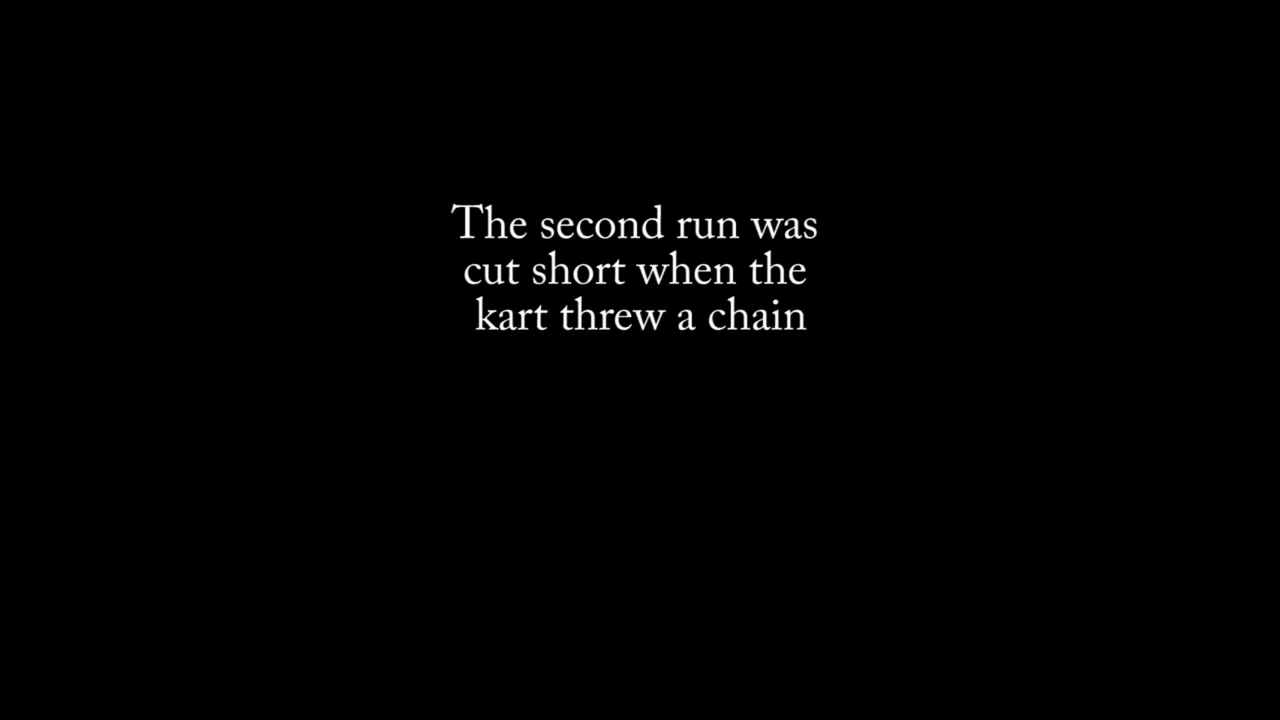 The second run was
cut short when the
kart threw a chain